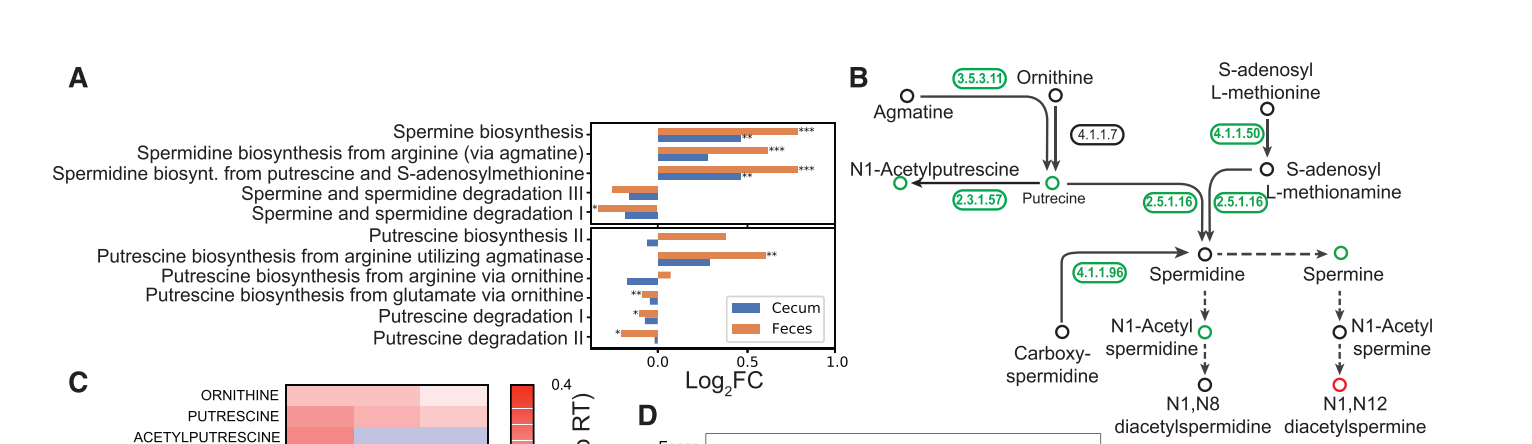 A
Spermine biosynthesis
***
**
Spermidine biosynthesis from arginine (via agmatine)
***
Spermidine biosynt. from putrescine and S-adenosylmethionine
***
**
Spermine and spermidine degradation III
Spermine and spermidine degradation I
*
Putrescine biosynthesis II
Putrescine biosynthesis from arginine utilizing agmatinase
**
Putrescine biosynthesis from arginine via ornithine
Putrescine biosynthesis from glutamate via ornithine
**
Putrescine degradation I
*
Putrescine degradation II
*
Cecum
Feces
0.0 0.5 1.0
Log2FC
B
3.5.3.11
Ornithine
S-adenosyl
L-methionine
Agmatine
4.1.1.7
4.1.1.50
N1-Acetylputrescine
S-adenosyl
L-methionamine
2.3.1.57
Putrecine
2.5.1.16
2.5.1.16
4.1.1.96
Spermidine
Spermine
N1-Acetyl
spermidine
N1-Acetyl
spermine
Carboxy-
spermidine
N1,N8
diacetylspermidine
N1,N12
diacetylspermine
C
ORNITHINE
PUTRESCINE
ACETYLPUTRESCINE
0.4
RT)
D